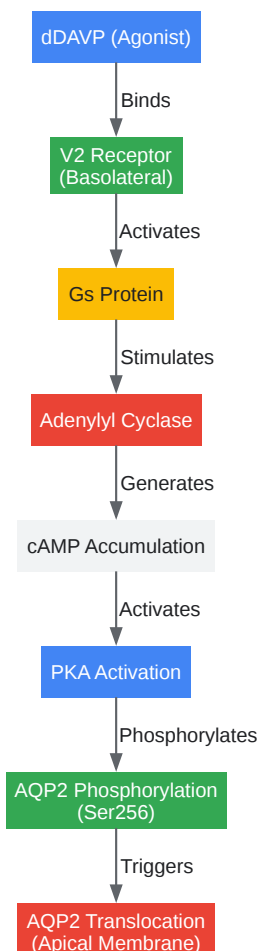 dDAVP (Agonist)
Binds
V2 Receptor
(Basolateral)
Activates
Gs Protein
Stimulates
Adenylyl Cyclase
Generates
cAMP Accumulation
Activates
PKA Activation
Phosphorylates
AQP2 Phosphorylation
(Ser256)
Triggers
AQP2 Translocation
(Apical Membrane)